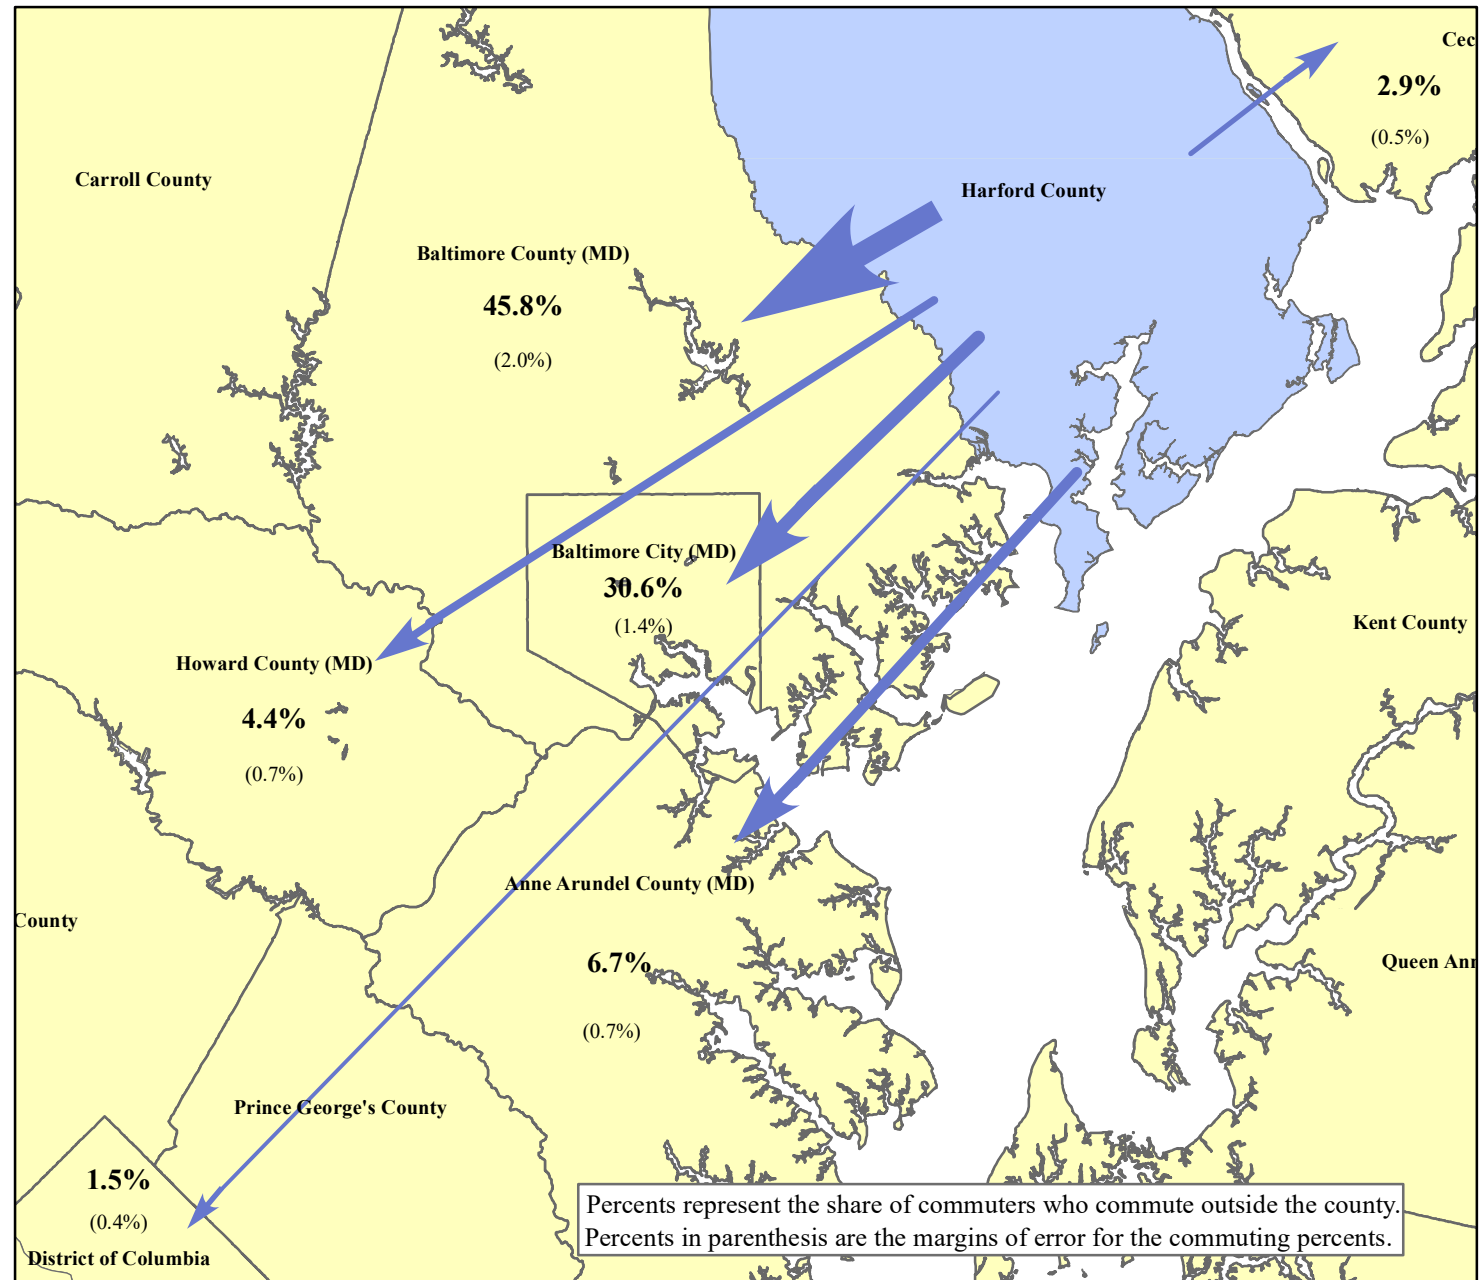 Cec
2.9%
(0.5%)
Carroll County
Harford County
Baltimore County (MD)
45.8%
(2.0%)
Baltimore City (MD)
30.6%
(1.4%)
Kent County
Howard County (MD)
4.4%
(0.7%)
Anne Arundel County (MD)
County
6.7%
Queen Ann
(0.7%)
Prince George's County
1.5%
(0.4%)
District of Columbia
Percents represent the share of commuters who commute outside the county.
Percents in parenthesis are the margins of error for the commuting percents.